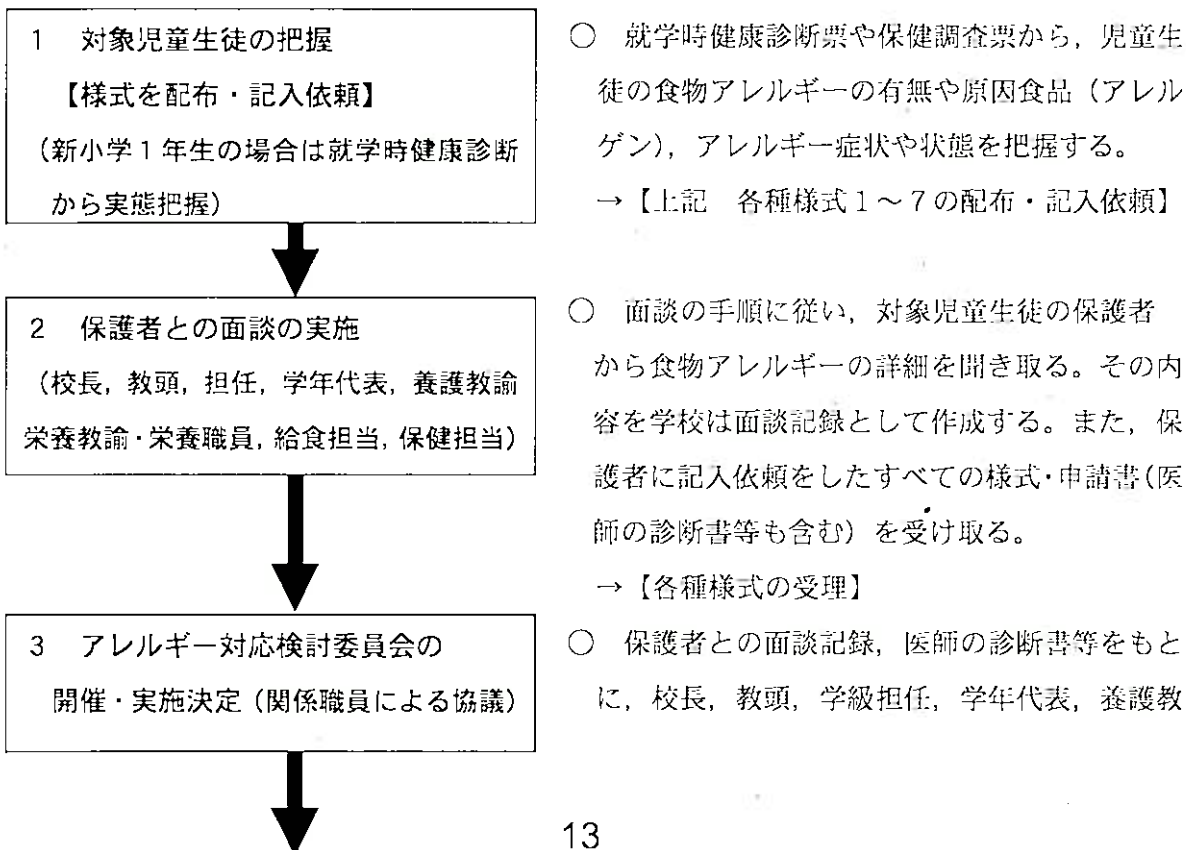 1 対象児童生徒の把握
【様式を配布・記入依頼】
(新小学1年生の場合は就学時健康診断
から実態把握)
○ 就学時健康診断票や保健調査票から,児童生
徒の食物アレルギーの有無や原因食品(アレル
ゲン),アレルギー症状や状態を把握する。
→【上記 各種様式1~7の配布・記入依頼】
2 保護者との面談の実施
(校長,教頭,担任,学年代表,養護教諭
栄養教諭・栄養職員,給食担当,保健担当)
○ 面談の手順に従い,対象児童生徒の保護者
から食物アレルギーの詳細を聞き取る。その内
容を学校は面談記録として作成する。また,保
護者に記入依頼をしたすべての様式・申請書(医
師の診断書等も含む)を受け取る。
→【各種様式の受理】
3 アレルギー対応検討委員会の
開催・実施決定(関係職員による協議)
○ 保護者との面談記録,医師の診断書等をもと
に,校長,教頭,学級担任,学年代表,養護教
13